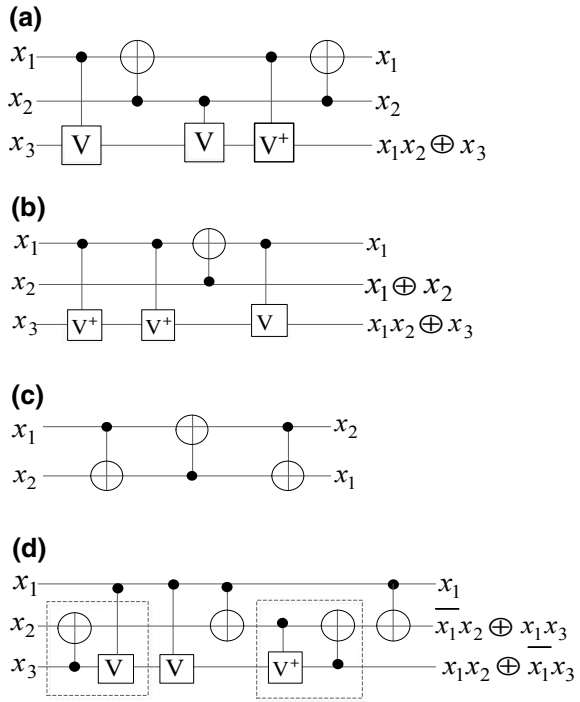 (a)
x₁ x₁
x₂ x₂
x₃ V V V⁺ x₁x₂ ⊕ x₃
(b)
x₁ x₁
x₂ x₁ ⊕ x₂
x₃ V⁺ V⁺ V x₁x₂ ⊕ x₃
(c)
x₁ x₂
x₂ x₁
(d)
x₁ x₁
x₂ x̅₁x₂ ⊕ x₁x₃
x₃ V V V⁺ x₁x₂ ⊕ x̅₁x₃